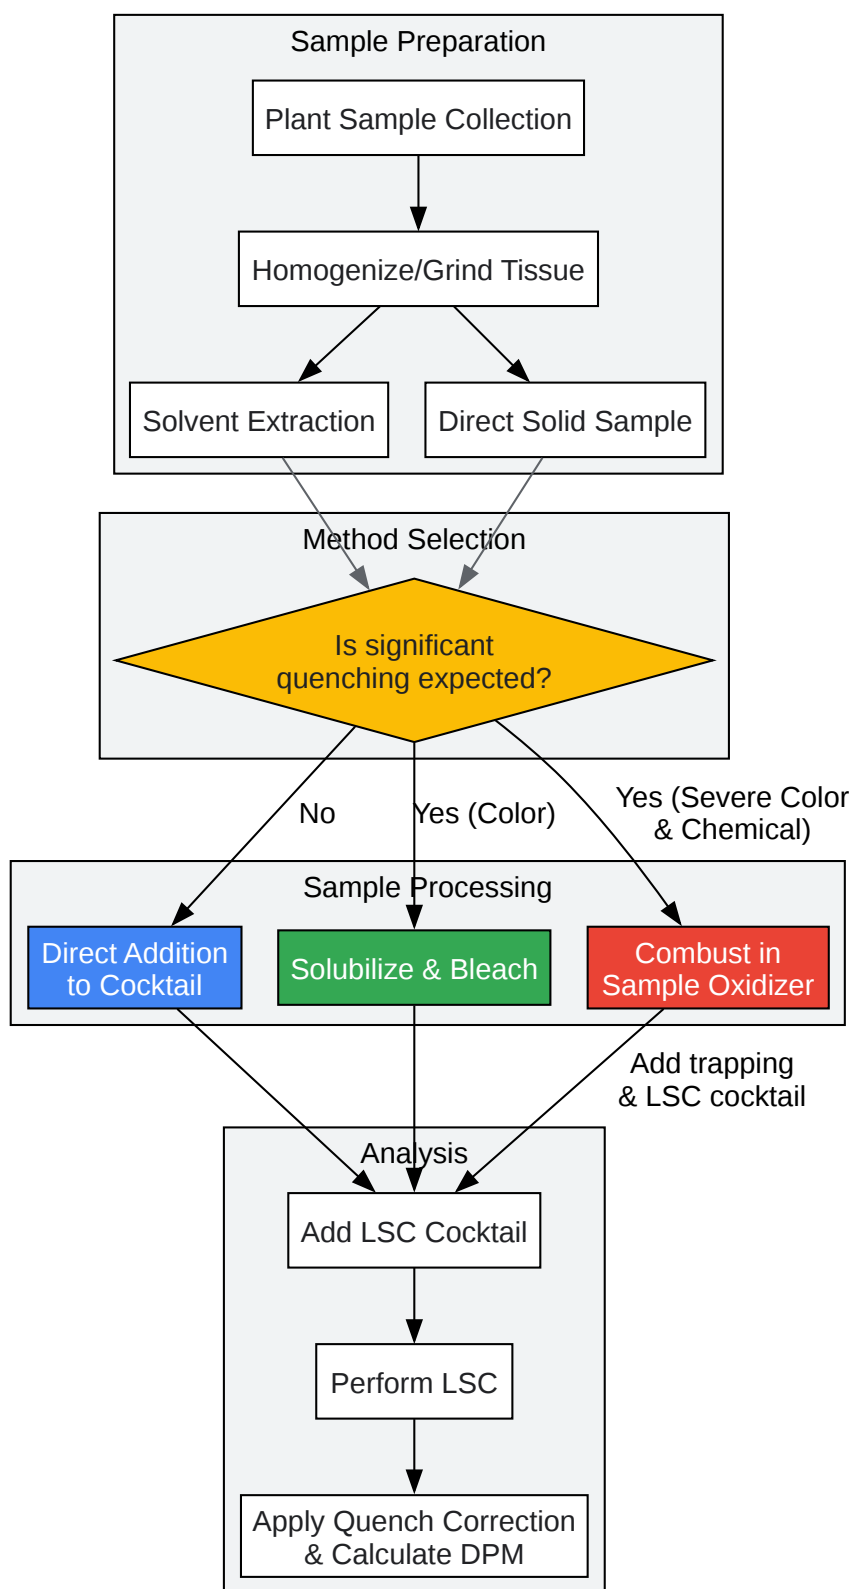 Sample Preparation
Plant Sample Collection
Homogenize/Grind Tissue
Solvent Extraction
Direct Solid Sample
Method Selection
Is significant
quenching expected?
No
Yes (Color)
Yes (Severe Color
& Chemical)
Sample Processing
Direct Addition
to Cocktail
Solubilize & Bleach
Combust in
Sample Oxidizer
Add trapping
& LSC cocktail
Analysis
Add LSC Cocktail
Perform LSC
Apply Quench Correction
& Calculate DPM